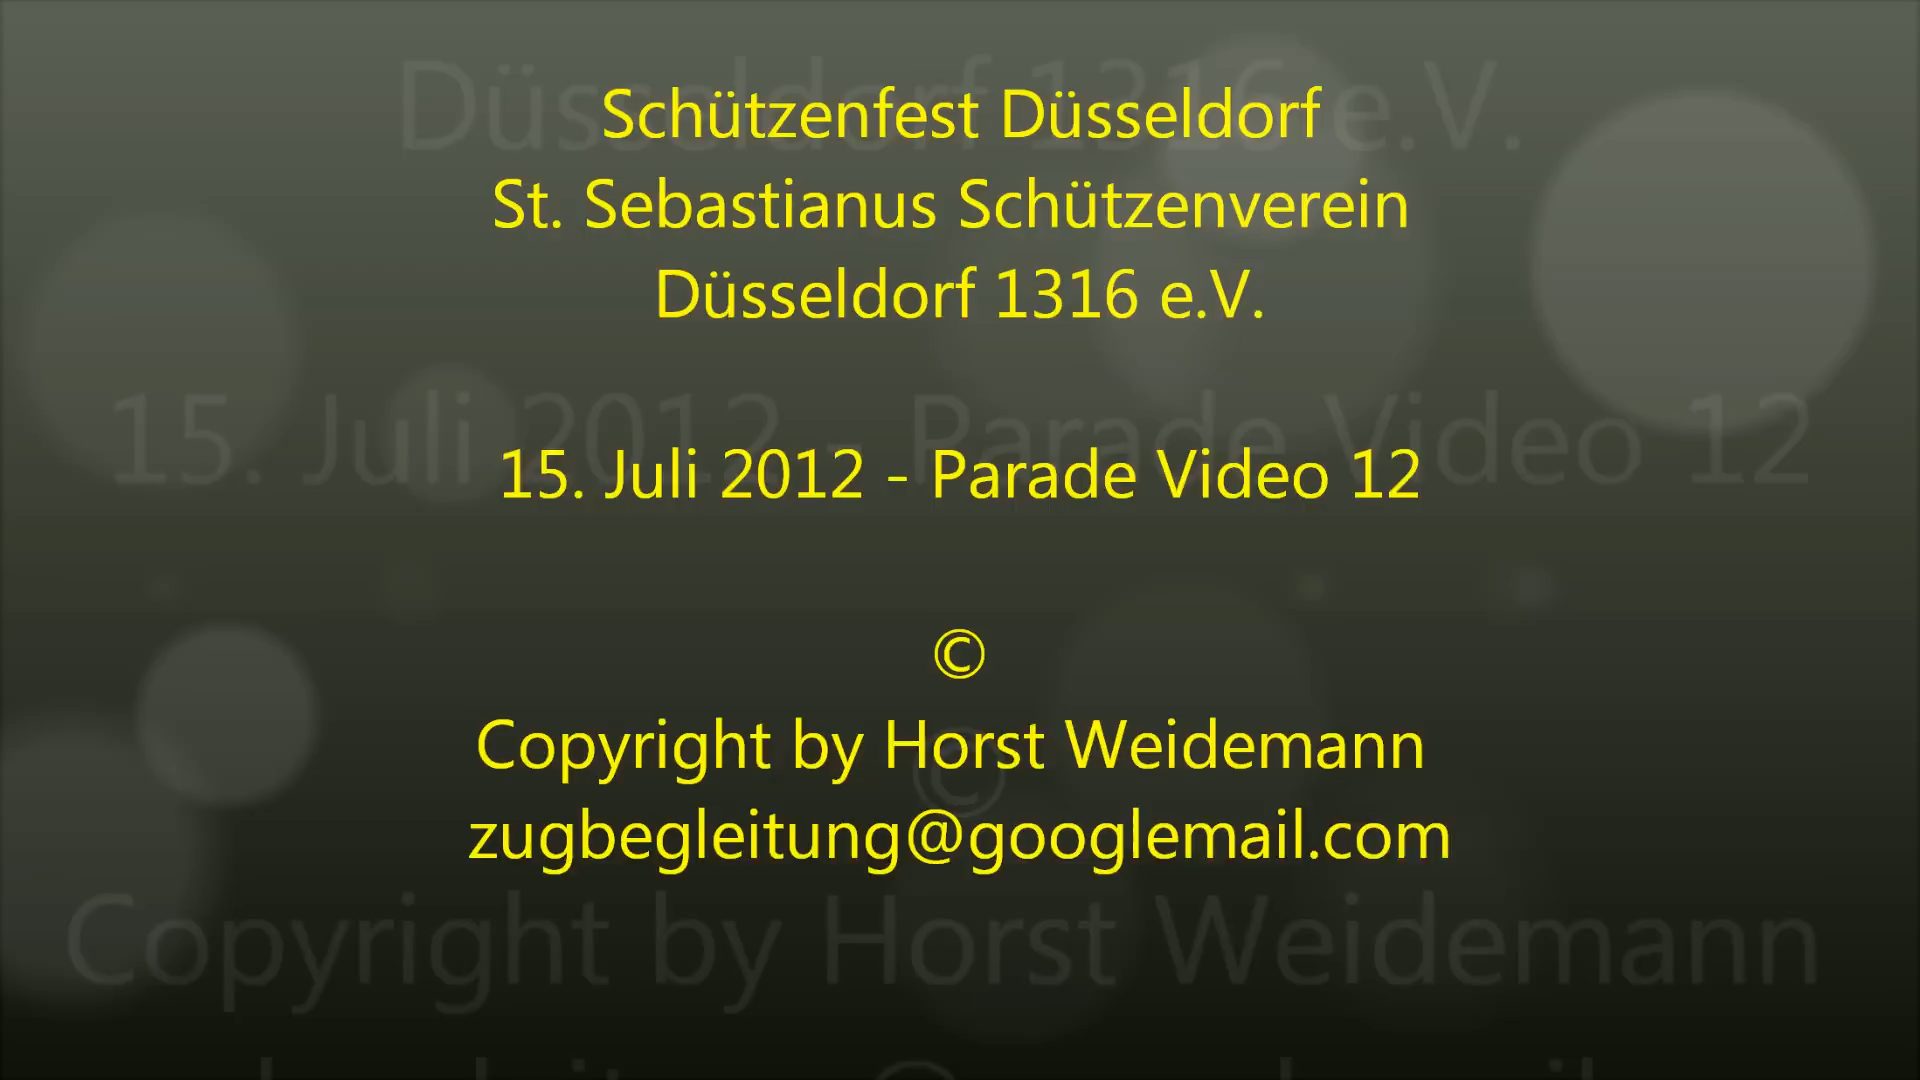 Schützenfest Düsseldorf
St. Sebastianus Schützenverein
Düsseldorf 1316 e.V.
15. Juli 2012 - Parade Video 12
©
Copyright by Horst Weidemann
zugbegleitung@googlemail.com